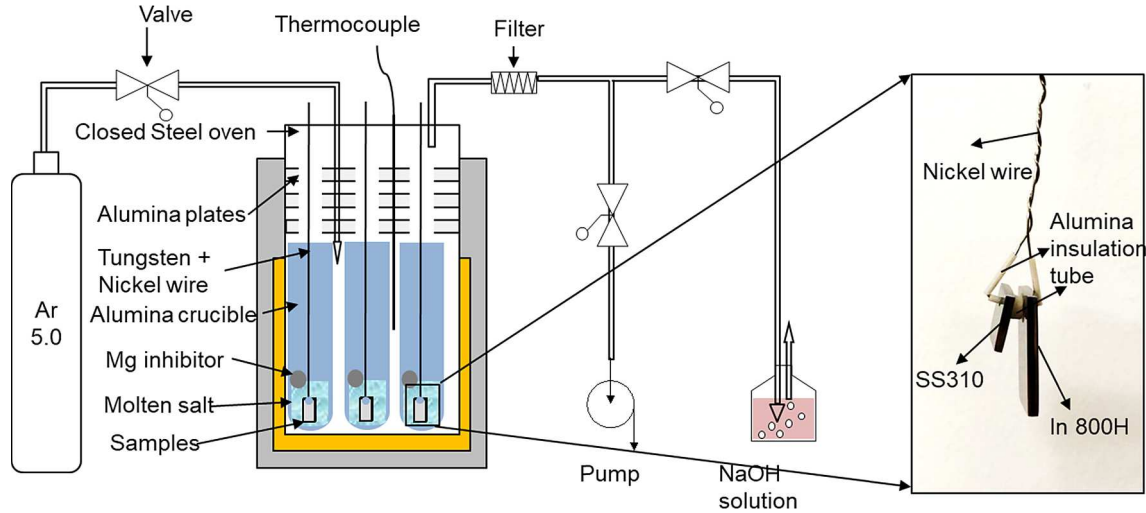 Valve
Thermocouple
Filter
Closed Steel oven
Alumina plates
Tungsten +
Nickel wire
Alumina crucible
Mg inhibitor
Molten salt
Samples
Ar
5.0
Pump
NaOH
solution
Nickel wire
Alumina
insulation
tube
SS310
In 800H